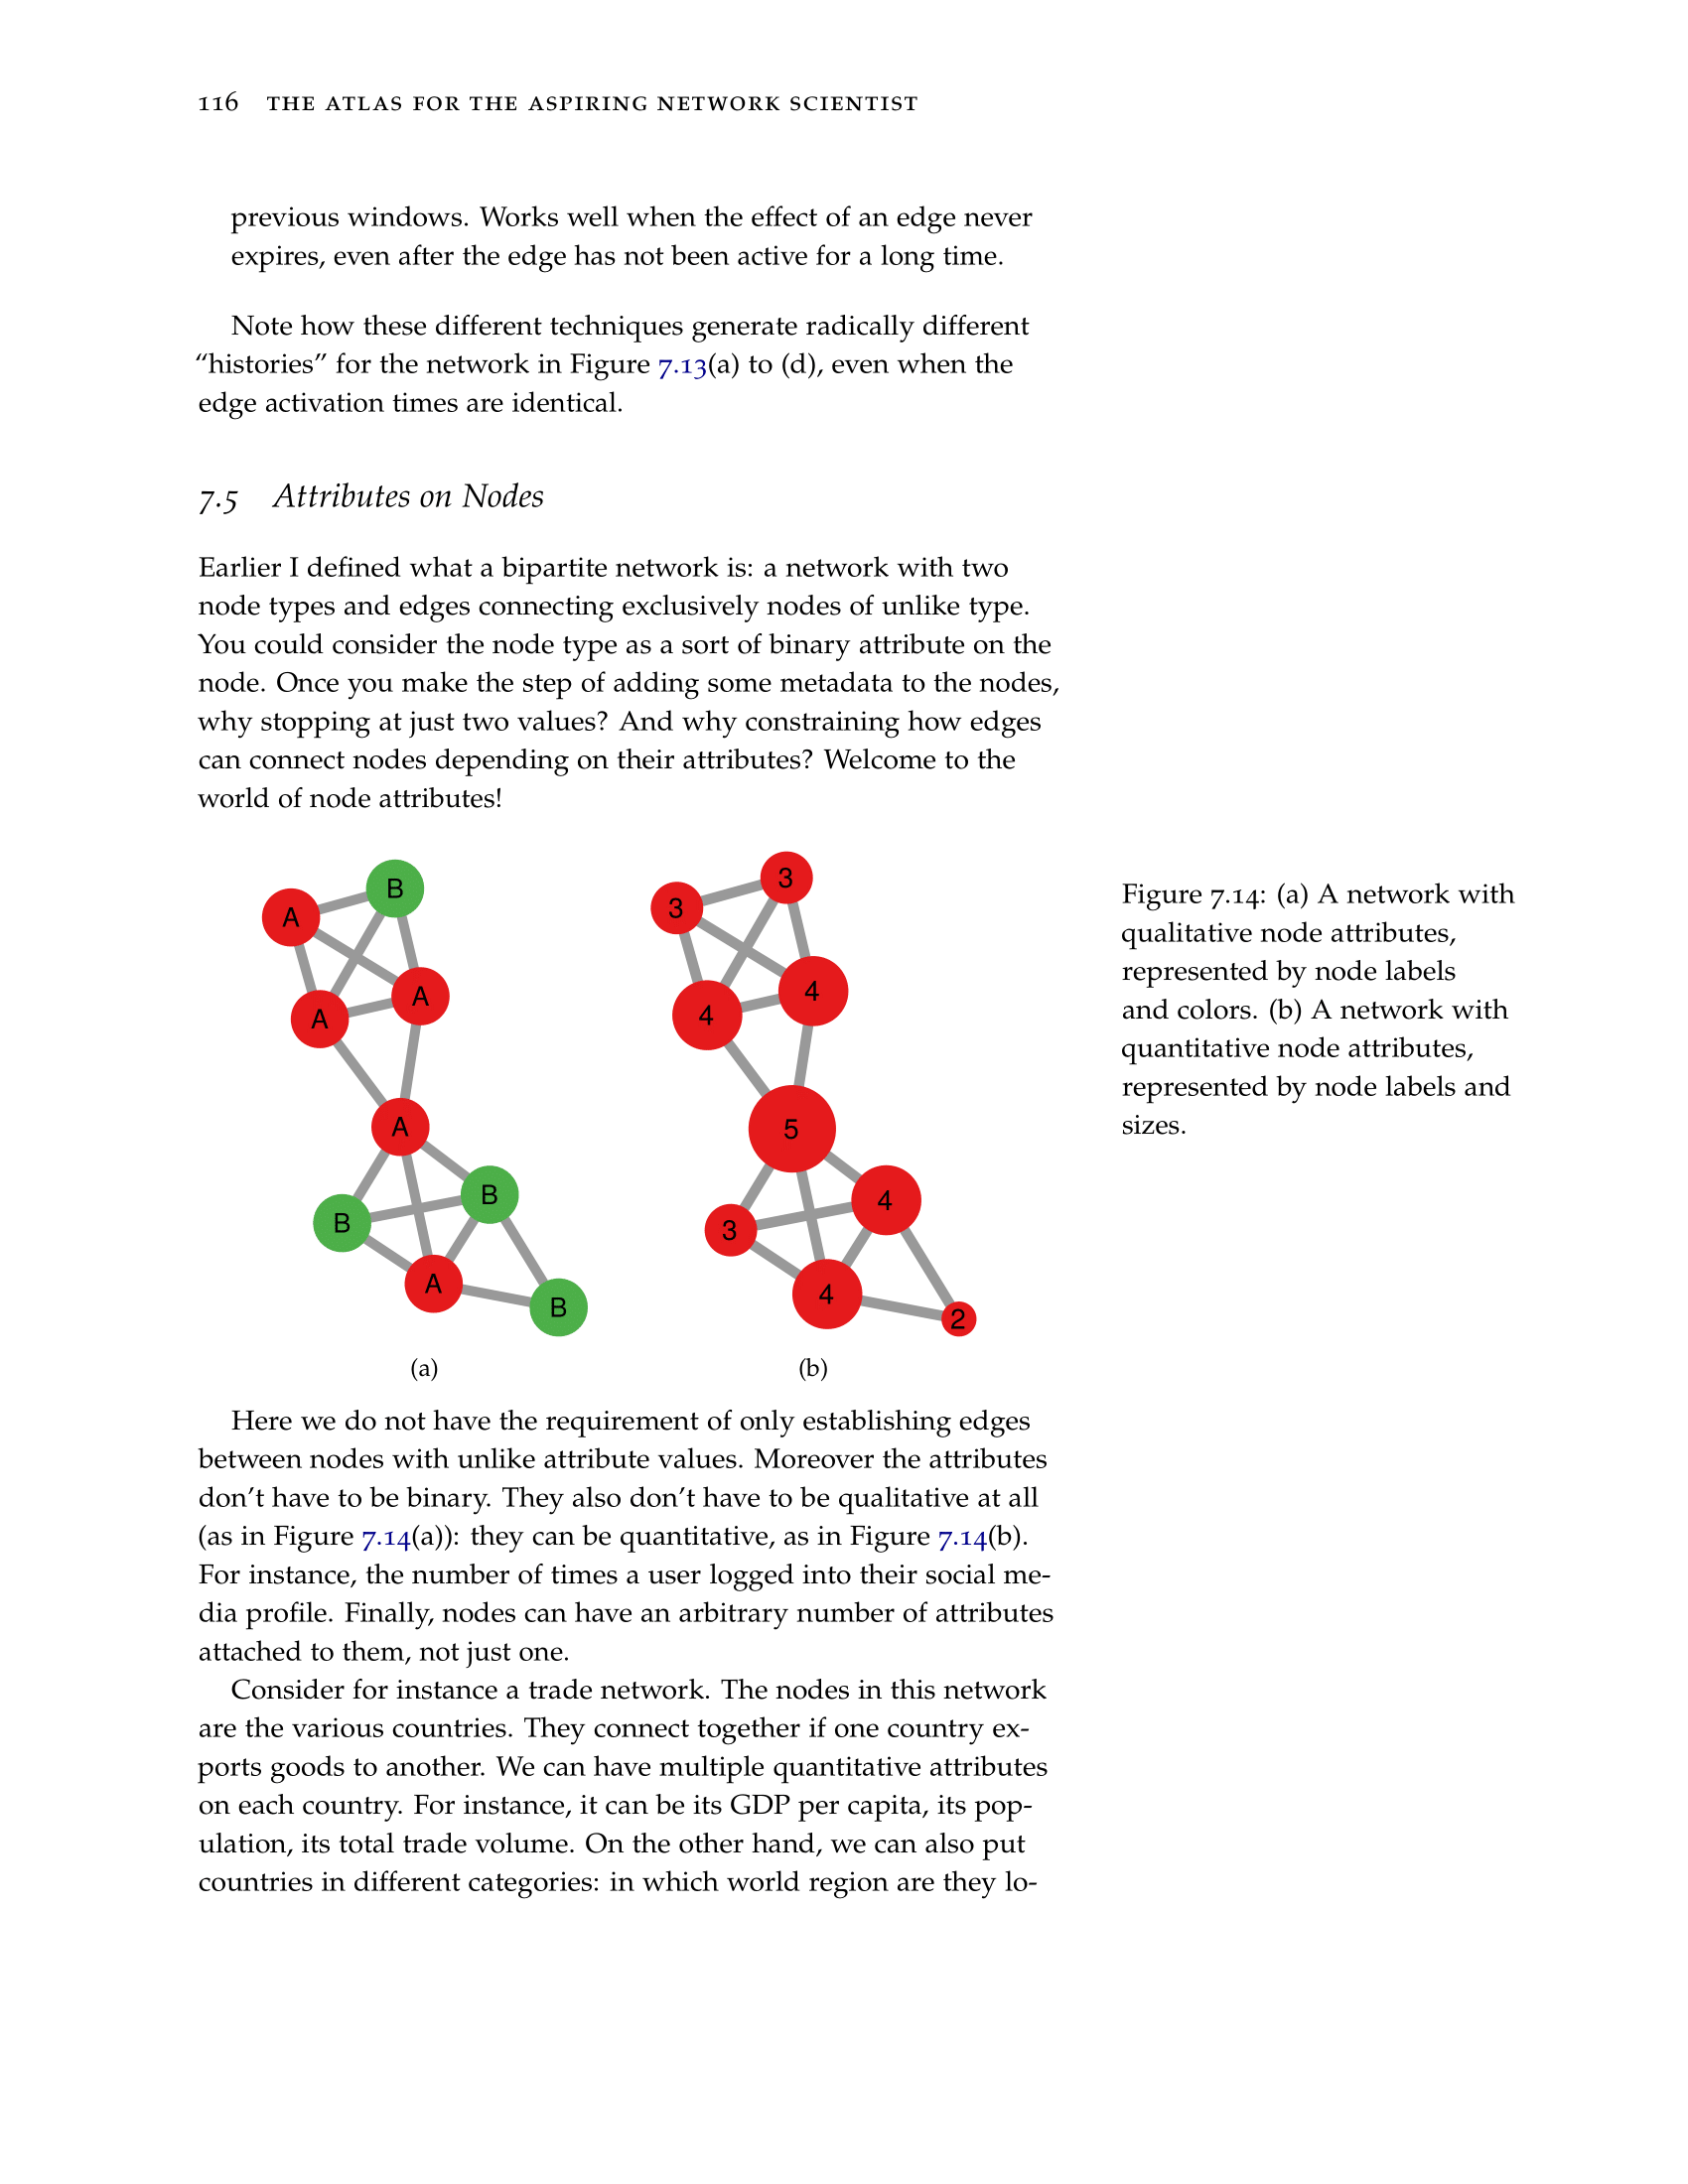 116 THE ATLAS FOR THE ASPIRING NETWORK SCIENTIST
previous windows. Works well when the effect of an edge never
expires, even after the edge has not been active for a long time.
Note how these different techniques generate radically different
“histories” for the network in Figure 7.13(a) to (d), even when the
edge activation times are identical.
7.5 Attributes on Nodes
Earlier I defined what a bipartite network is: a network with two
node types and edges connecting exclusively nodes of unlike type.
You could consider the node type as a sort of binary attribute on the
node. Once you make the step of adding some metadata to the nodes,
why stopping at just two values? And why constraining how edges
can connect nodes depending on their attributes? Welcome to the
world of node attributes!
B
A
A
A
A
B
B
A
B
(a)
3
3
4
4
5
4
3
4
2
(b)
Figure 7.14: (a) A network with
qualitative node attributes,
represented by node labels
and colors. (b) A network with
quantitative node attributes,
represented by node labels and
sizes.
Here we do not have the requirement of only establishing edges
between nodes with unlike attribute values. Moreover the attributes
don’t have to be binary. They also don’t have to be qualitative at all
(as in Figure 7.14(a)): they can be quantitative, as in Figure 7.14(b).
For instance, the number of times a user logged into their social me-
dia profile. Finally, nodes can have an arbitrary number of attributes
attached to them, not just one.
Consider for instance a trade network. The nodes in this network
are the various countries. They connect together if one country ex-
ports goods to another. We can have multiple quantitative attributes
on each country. For instance, it can be its GDP per capita, its pop-
ulation, its total trade volume. On the other hand, we can also put
countries in different categories: in which world region are they lo-